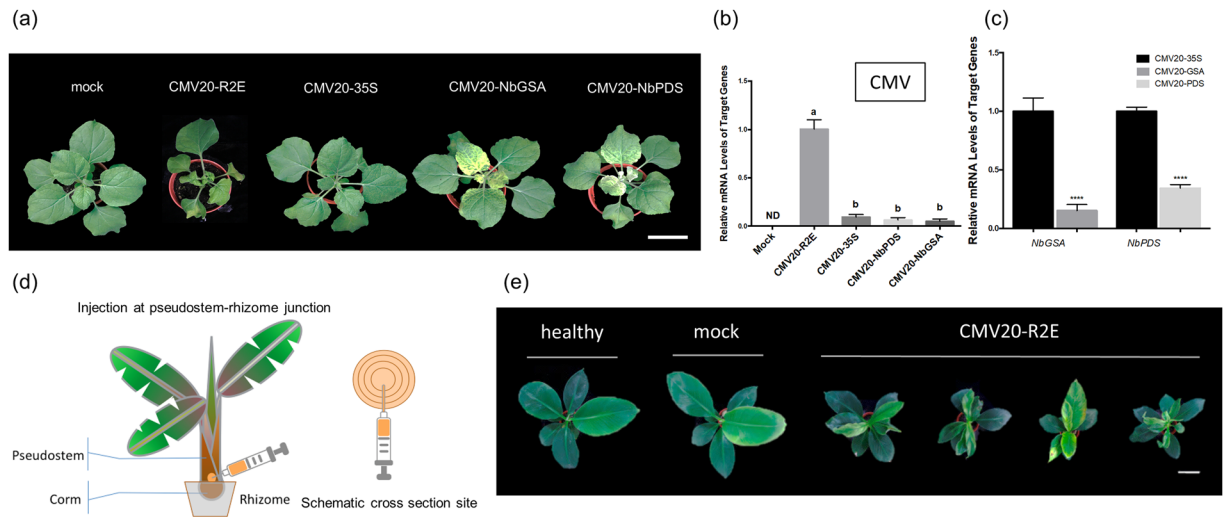 (a)
mock
CMV20-R2E
CMV20-35S
CMV20-NbGSA
CMV20-NbPDS
(b)
Relative mRNA Levels of Target Genes
1.5
1.0
0.5
0.0
CMV
ND
a
b
b
b
Mock
CMV20-R2E
CMV20-35S
CMV20-NbPDS
CMV20-NbGSA
(c)
Relative mRNA Levels of Target Genes
1.5
1.0
0.5
0.0
CMV20-35S
CMV20-GSA
CMV20-PDS
****
****
NbGSA
NbPDS
(d)
Injection at pseudostem-rhizome junction
Pseudostem
Corm
Rhizome
Schematic cross section site
(e)
healthy
mock
CMV20-R2E